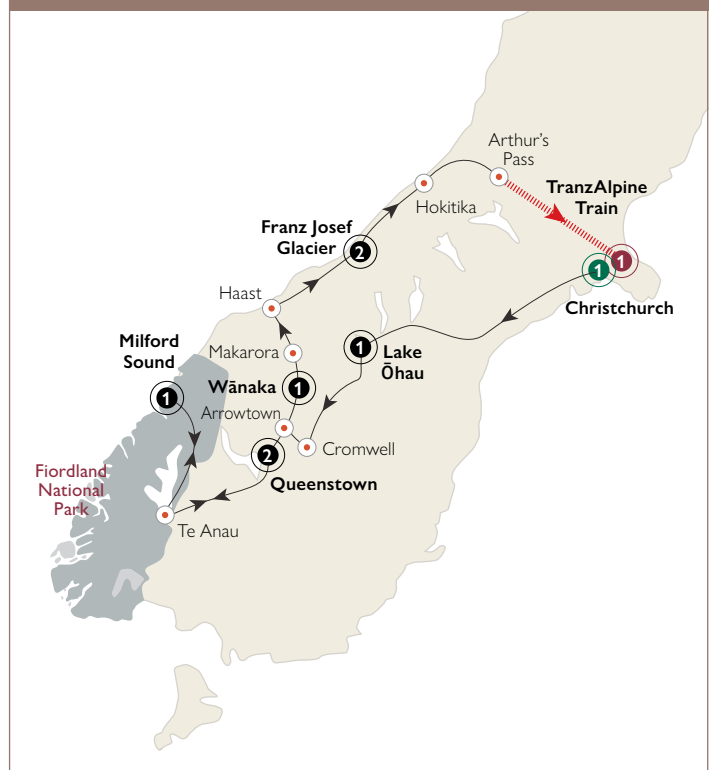 Arthur's
Pass
TranzAlpine
Train
Hokitika
Franz Josef
Glacier
2
1
1
Haast
Christchurch
Milford
Sound
Makarora
1
Lake
Ōhau
Wānaka
1
1
Arrowtown
Cromwell
2
Queenstown
Fiordland
National
Park
Te Anau